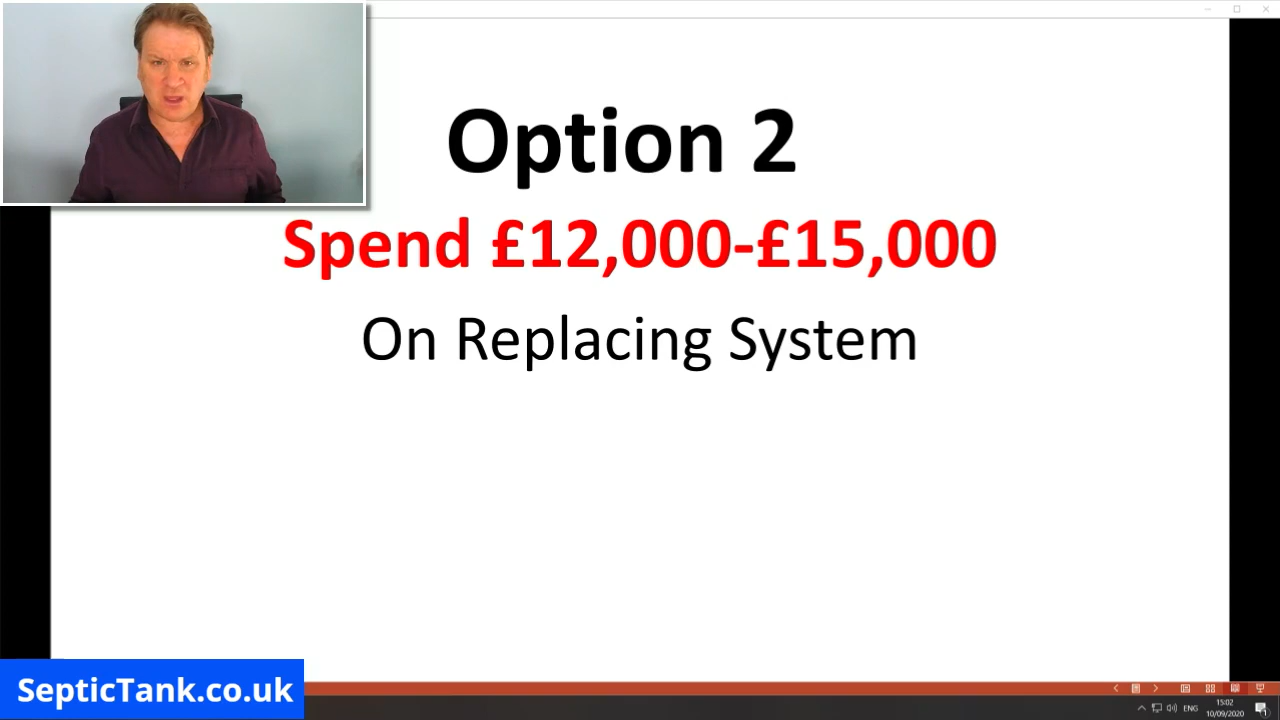 Option 2
Spend £12,000-£15,000
On Replacing System
SepticTank.co.uk
ENG
15:02
10/09/2020
1